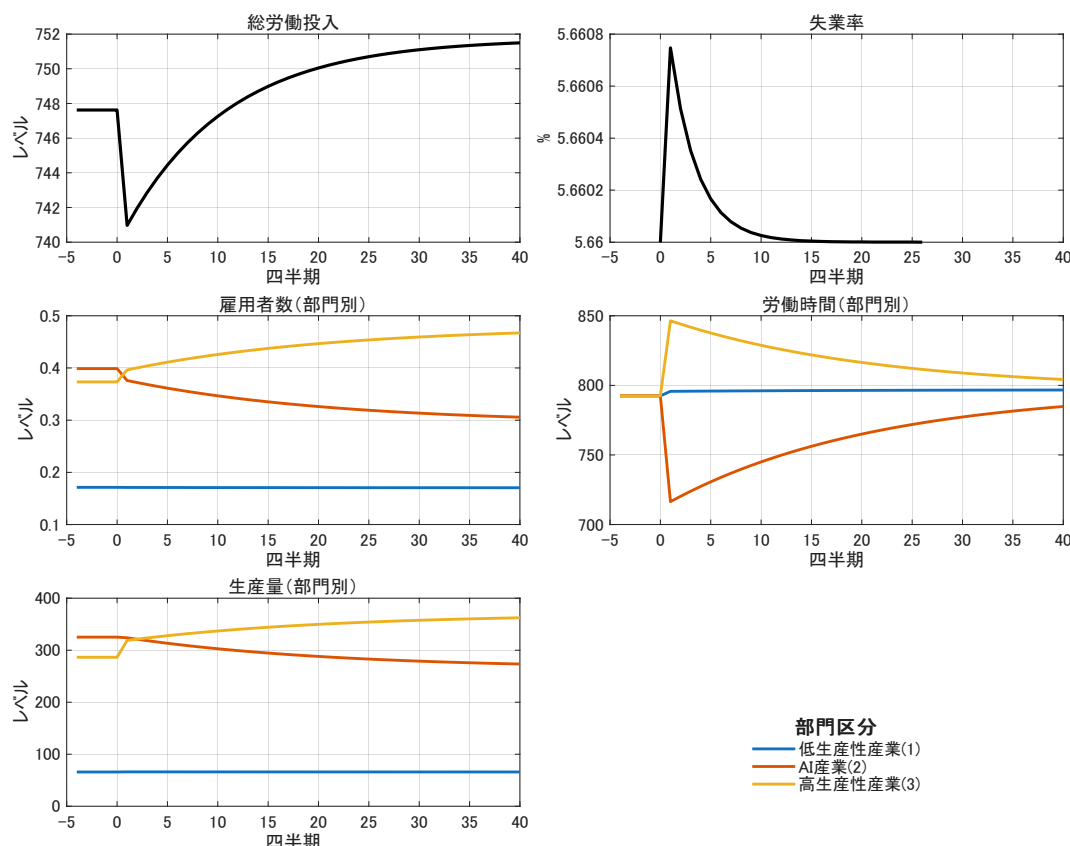 総労働投入
752
750
748
746
744
742
740
レベル
-5 0 5 10 15 20 25 30 35 40
四半期
失業率
5.6608
5.6606
5.6604
5.6602
5.66
%
-5 0 5 10 15 20 25 30 35 40
四半期
雇用者数(部門別)
0.5
0.4
0.3
0.2
0.1
レベル
-5 0 5 10 15 20 25 30 35 40
四半期
労働時間(部門別)
850
800
750
700
レベル
-5 0 5 10 15 20 25 30 35 40
四半期
生産量(部門別)
400
300
200
100
0
レベル
-5 0 5 10 15 20 25 30 35 40
四半期
部門区分
低生産性産業(1)
AI産業(2)
高生産性産業(3)